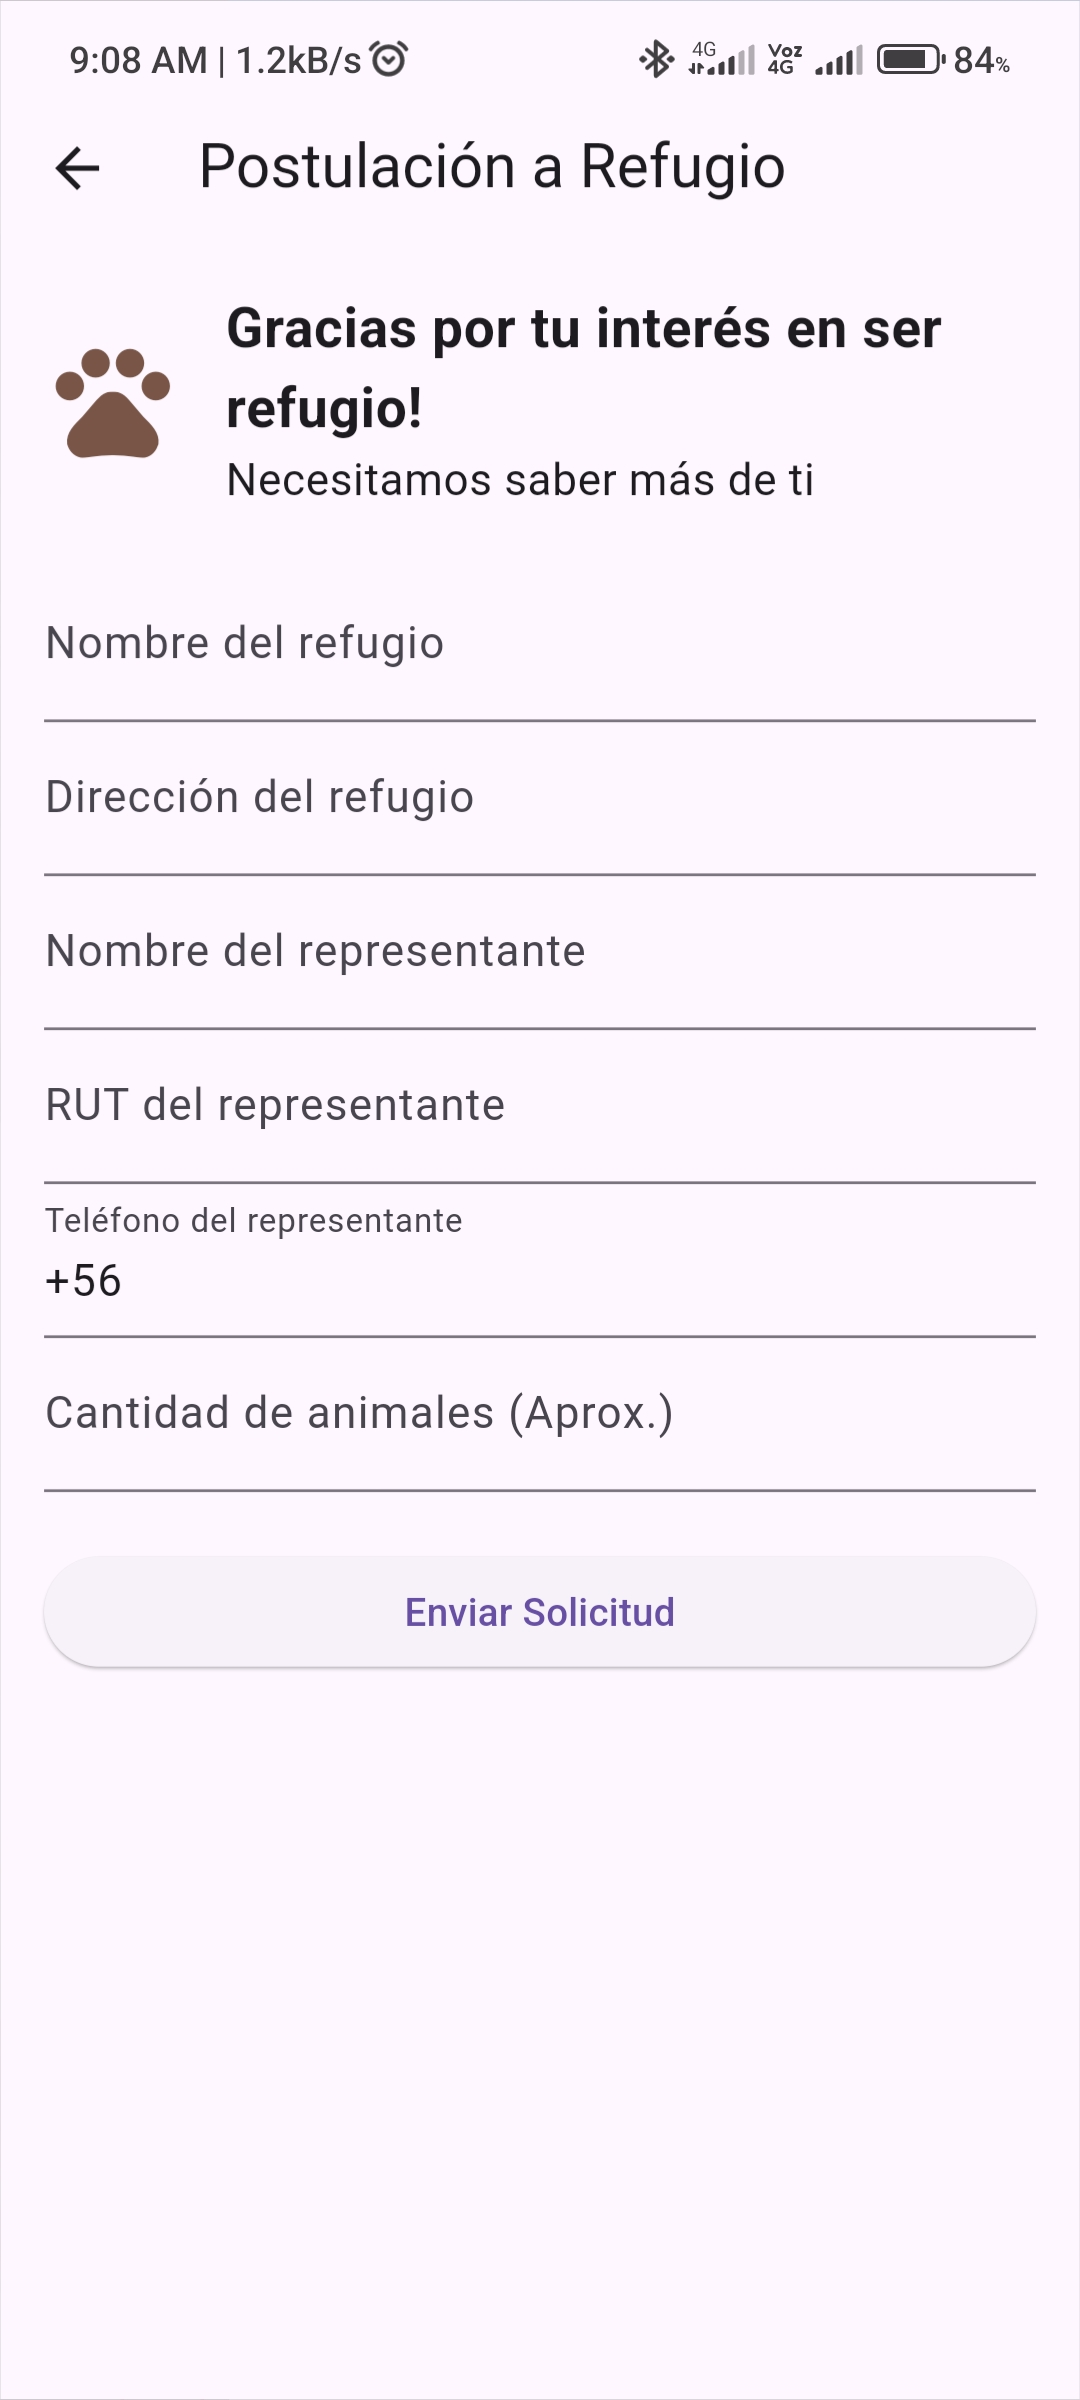 9:08 AM | 1.2kB/s 4G Voz 4G 84%
Postulación a Refugio
Gracias por tu interés en ser
refugio!
Necesitamos saber más de ti
Nombre del refugio
Dirección del refugio
Nombre del representante
RUT del representante
Teléfono del representante
+56
Cantidad de animales (Aprox.)
Enviar Solicitud